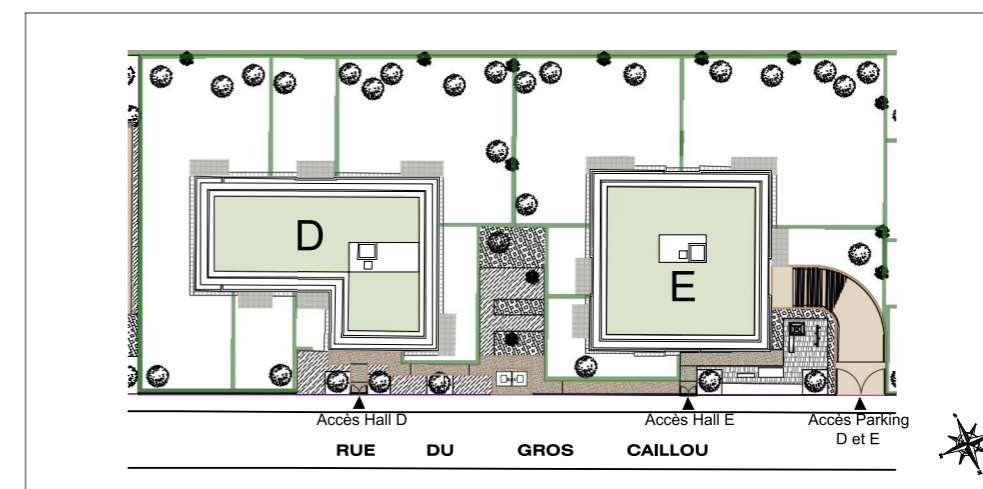 D
E
Accès Hall D
Accès Hall E
Accès Parking
D et E
RUE DU GROS CAILLOU